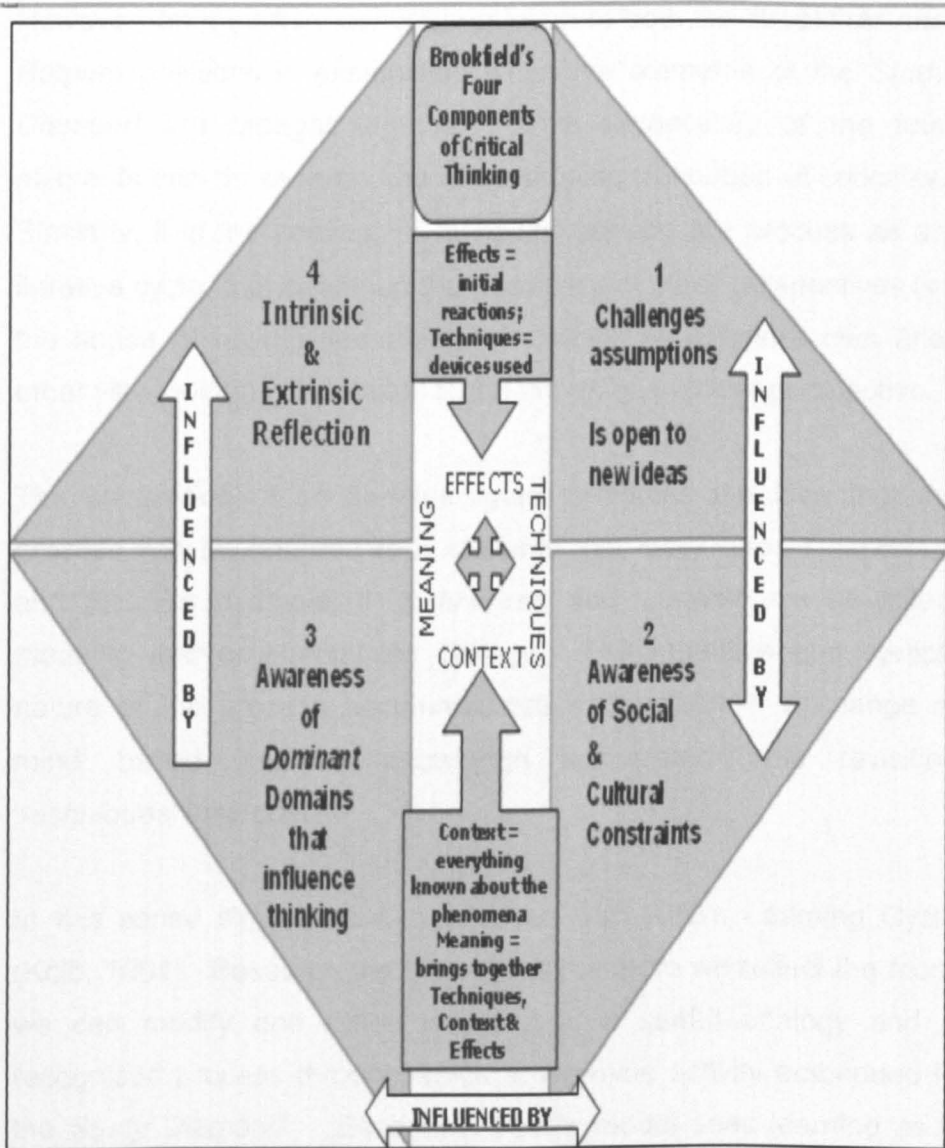 Brookfield's
Four
Components
of Critical
Thinking
Effects =
initial
reactions;
Techniques =
devices used
4
Intrinsic
&
Extrinsic
Reflection
1
Challenges
assumptions
Is open to
new ideas
INFLUENCED BY
INFLUENCED BY
MEANING
EFFECTS
TECHNIQUES
CONTEXT
3
Awareness
of
Dominant
Domains
that
influence
thinking
2
Awareness
of Social
&
Cultural
Constraints
Context =
everything
known about the
phenomena
Meaning =
brings together
Techniques,
Context &
Effects
INFLUENCED BY